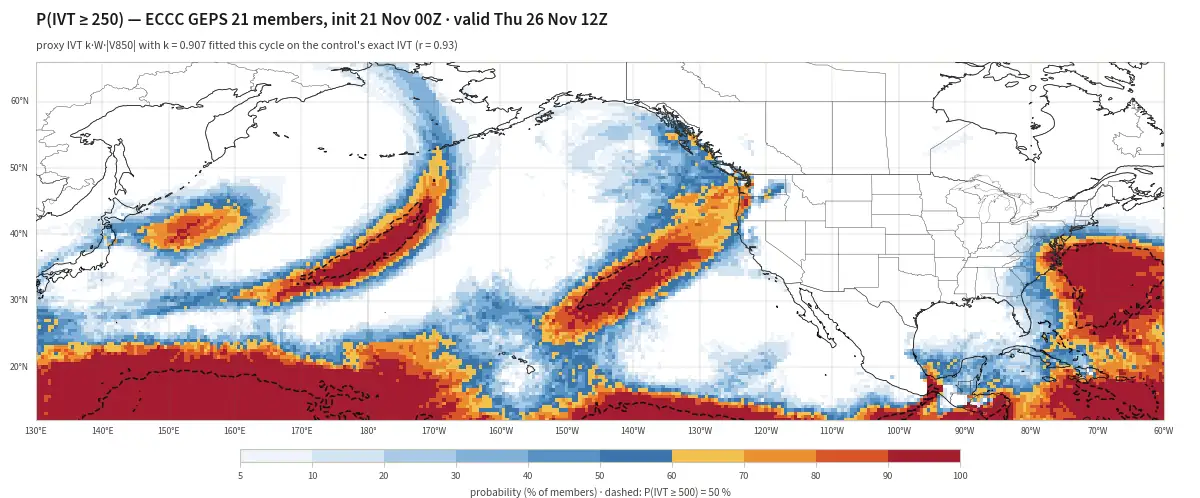 P(IVT ≥ 250) — ECCC GEPS 21 members, init 21 Nov 00Z · valid Thu 26 Nov 12Z
proxy IVT k·W·|V850| with k = 0.907 fitted this cycle on the control's exact IVT (r = 0.93)
60°N
50°N
40°N
30°N
20°N
130°E 140°E 150°E 160°E 170°E 180° 170°W 160°W 150°W 140°W 130°W 120°W 110°W 100°W 90°W 80°W 70°W 60°W
5 10 20 30 40 50 60 70 80 90 100
probability (% of members) · dashed: P(IVT ≥ 500) = 50 %